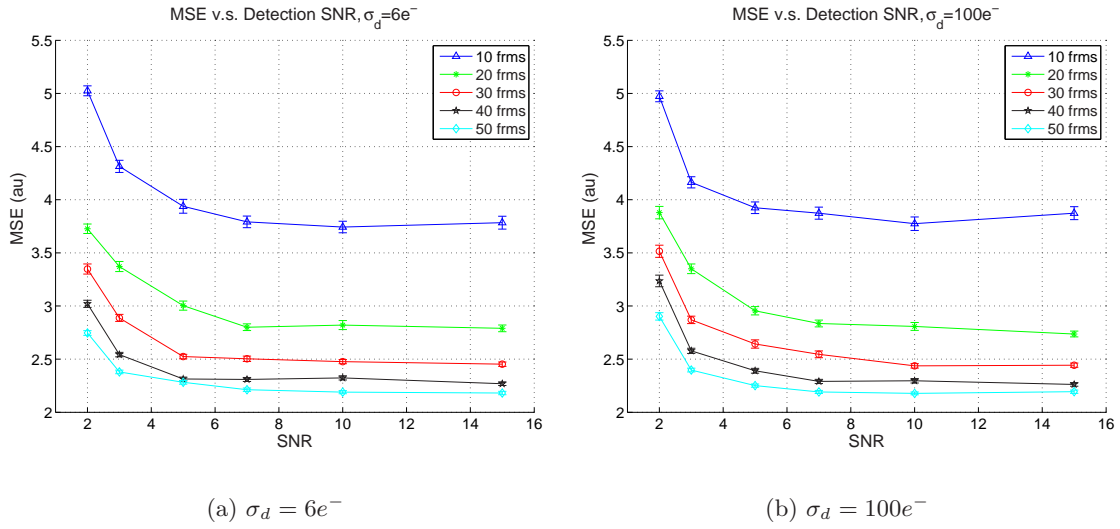 MSE v.s. Detection SNR, σd=6e⁻
5.5
5
4.5
4
3.5
3
2.5
2
MSE (au)
2 4 6 8 10 12 14 16
SNR
10 frms
20 frms
30 frms
40 frms
50 frms
(a) σd = 6e⁻
MSE v.s. Detection SNR, σd=100e⁻
5.5
5
4.5
4
3.5
3
2.5
2
MSE (au)
2 4 6 8 10 12 14 16
SNR
10 frms
20 frms
30 frms
40 frms
50 frms
(b) σd = 100e⁻